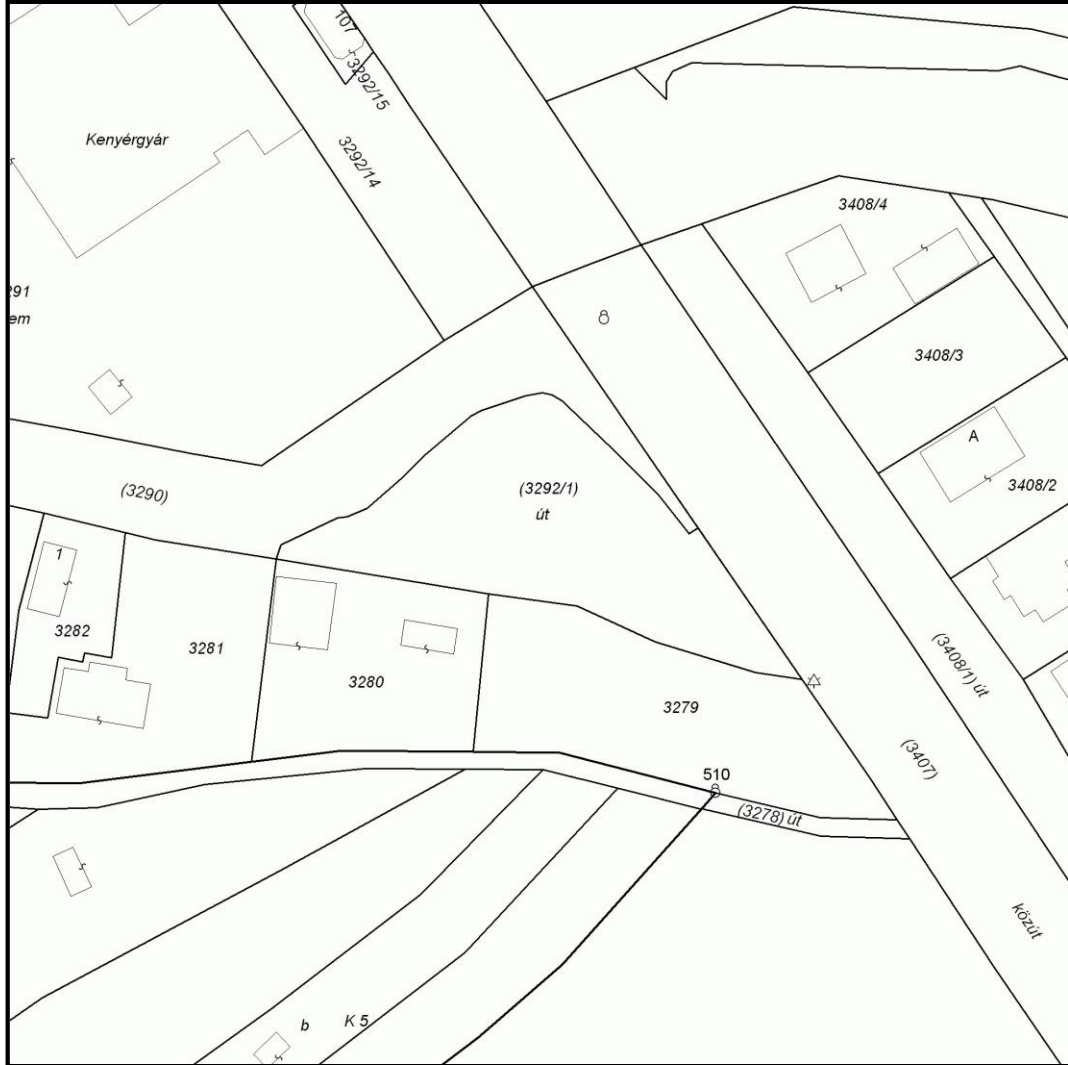 107
3292/15
Kenyérgyár
3292/14
3408/4
291
em
3408/3
A
3408/2
(3290)
(3292/1)
út
1
3282
3281
3280
3279
(3408/1) út
(3407)
510
(3278) út
közút
b
K 5